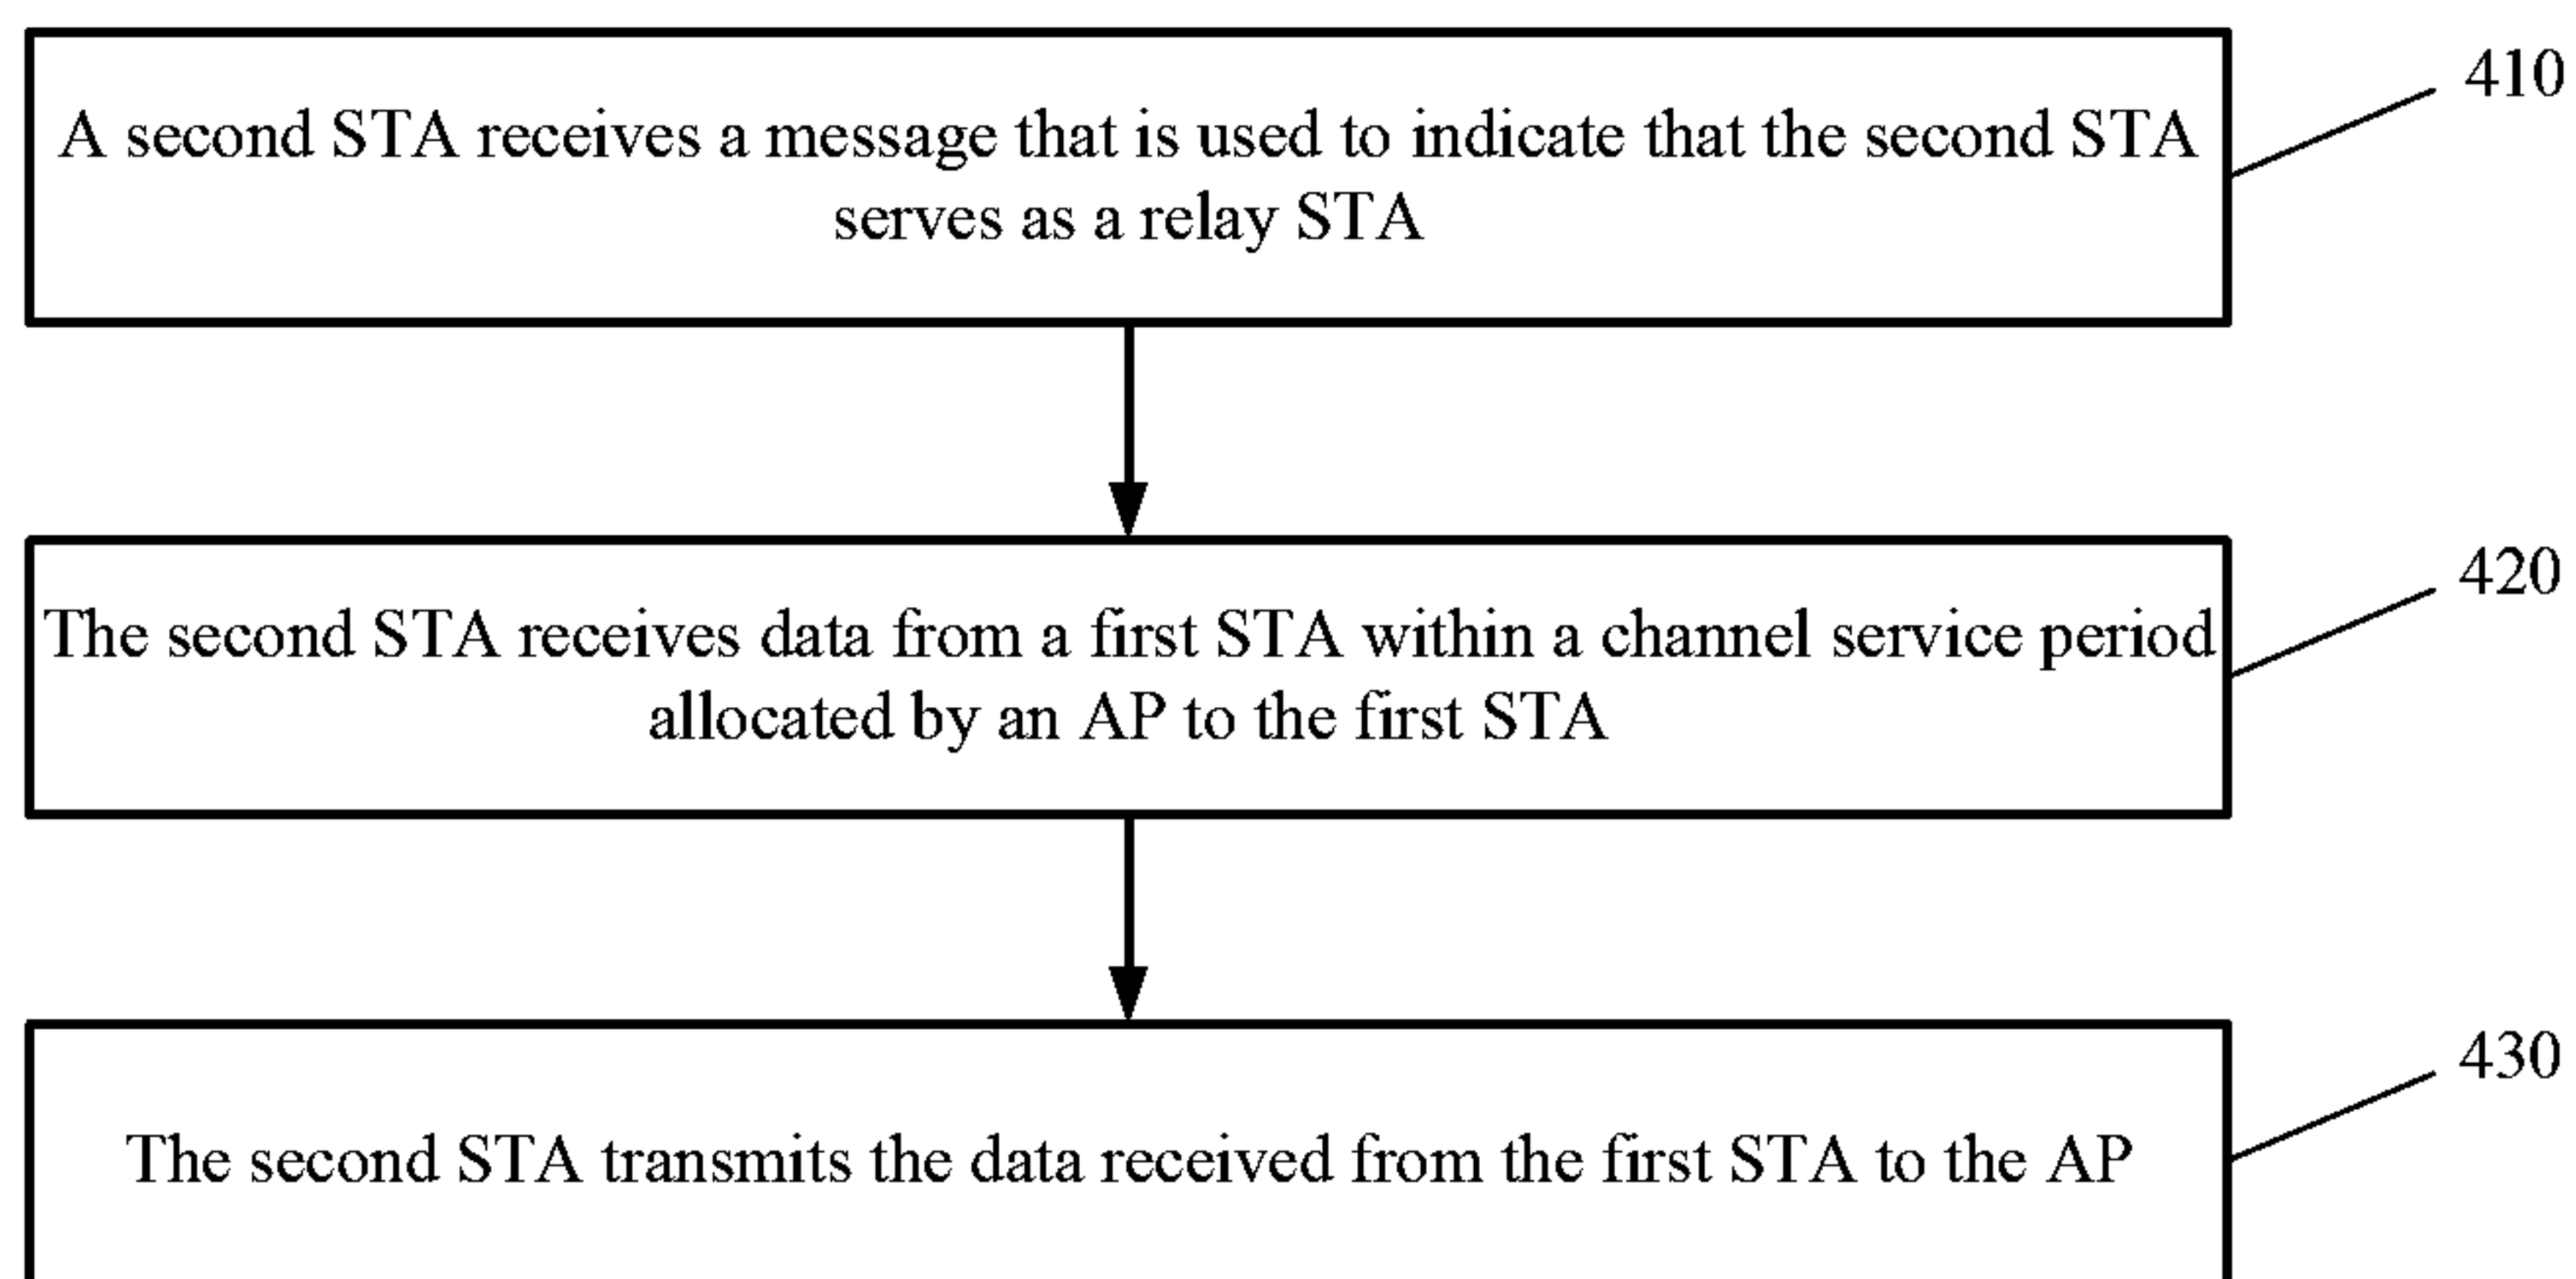 410
A second STA receives a message that is used to indicate that the second STA
serves as a relay STA
420
The second STA receives data from a first STA within a channel service period
allocated by an AP to the first STA
430
The second STA transmits the data received from the first STA to the AP